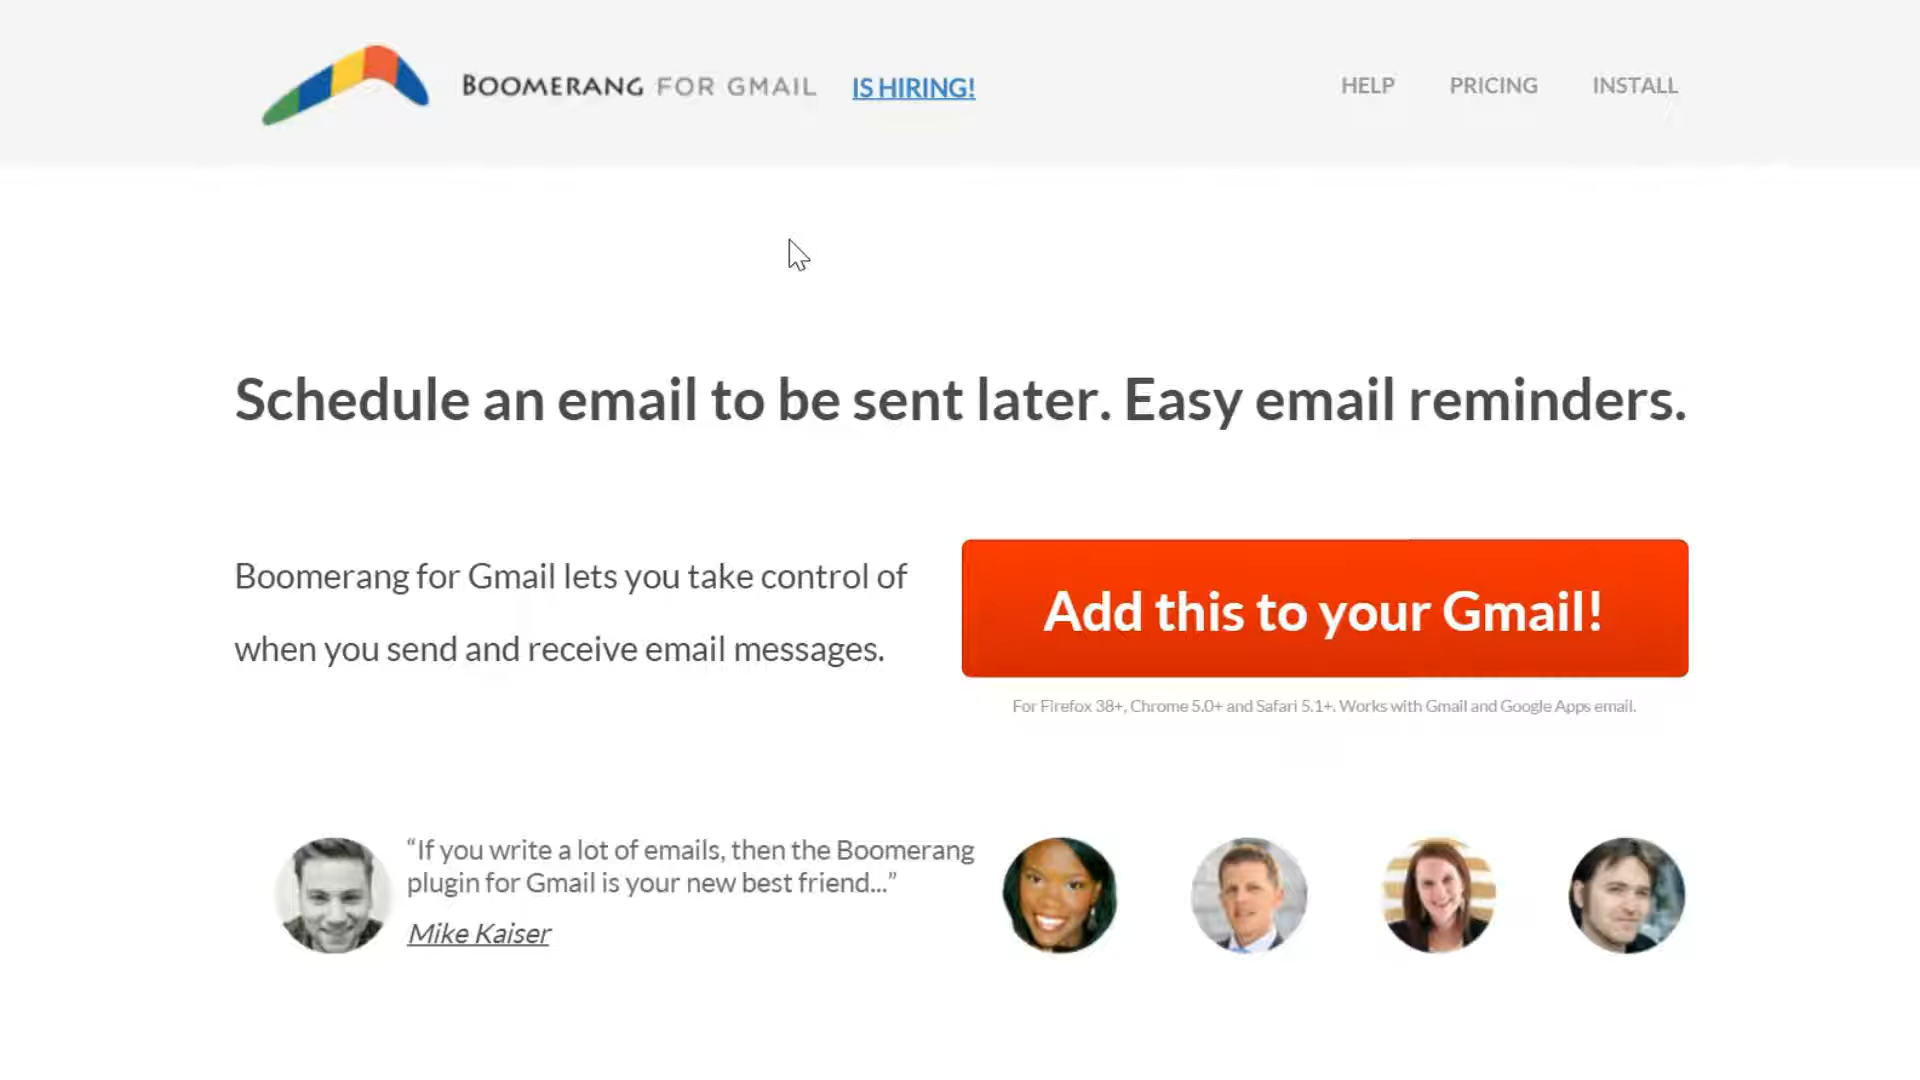 BOOMERANG FOR GMAIL IS HIRING! HELP PRICING INSTALL
Schedule an email to be sent later. Easy email reminders.
Boomerang for Gmail lets you take control of
when you send and receive email messages.
Add this to your Gmail!
For Firefox 38+, Chrome 5.0+ and Safari 5.1+. Works with Gmail and Google Apps email.
“If you write a lot of emails, then the Boomerang
plugin for Gmail is your new best friend...”
Mike Kaiser